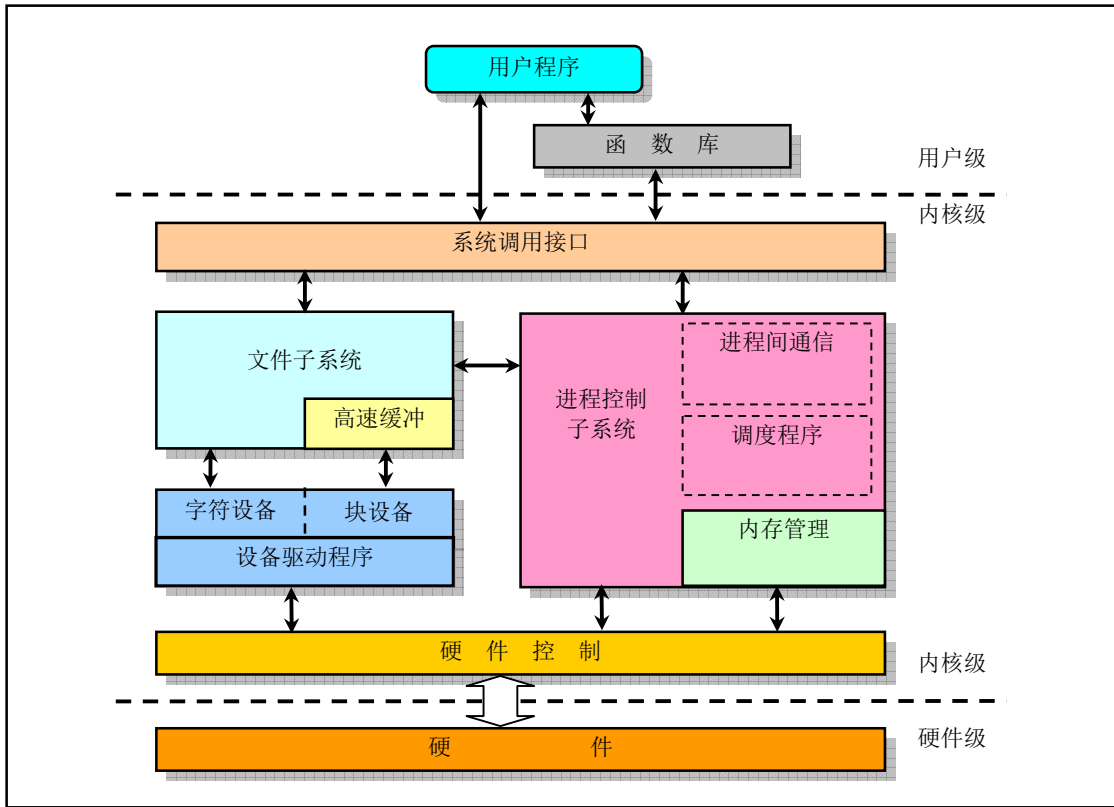 用户程序
函 数 库
用户级
内核级
系统调用接口
文件子系统
高速缓冲
进程控制
子系统
进程间通信
调度程序
内存管理
字符设备
块设备
设备驱动程序
硬 件 控 制
内核级
硬 件
硬件级